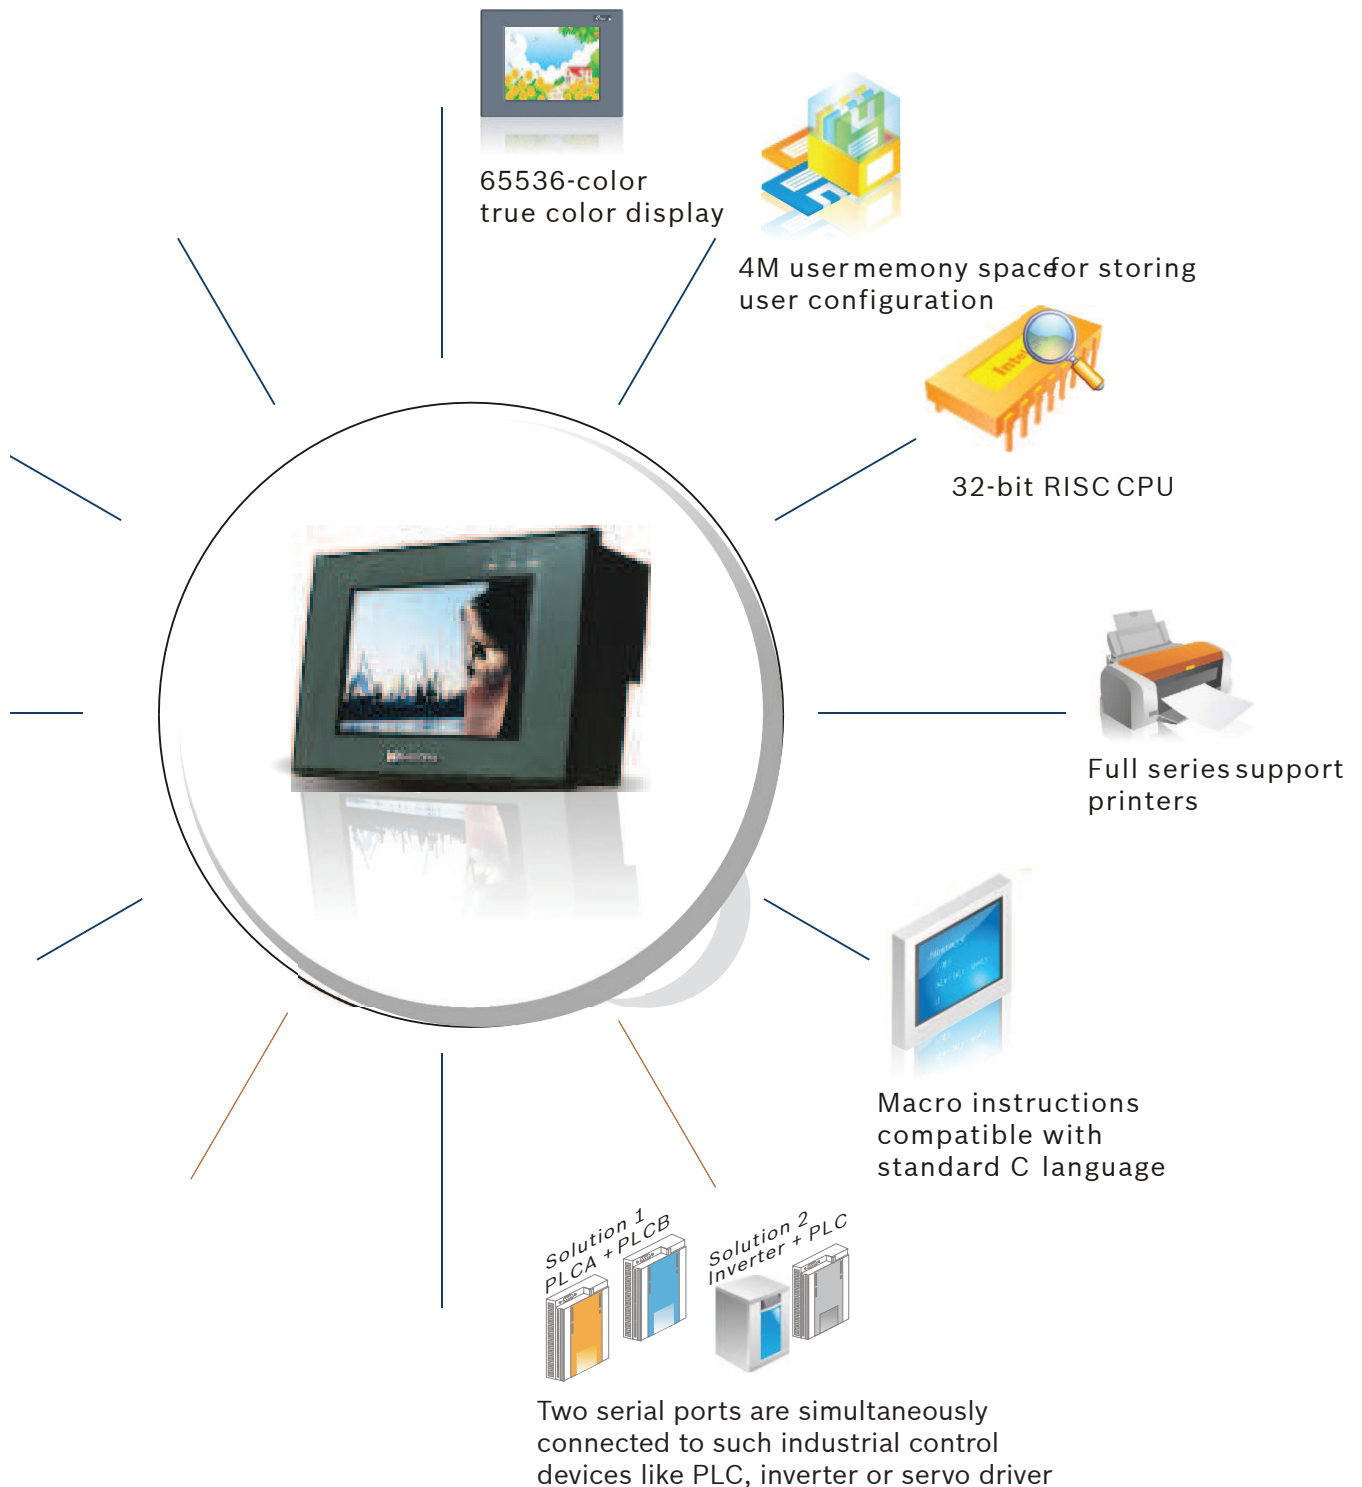 65536-color
true color display
4M user memony space for storing
user configuration
Inte
32-bit RISC CPU
Full series support
printers
Macro instructions
compatible with
standard C language
Solution 1
PLCA + PLCB
Solution 2
Inverter + PLC
Two serial ports are simultaneously
connected to such industrial control
devices like PLC, inverter or servo driver